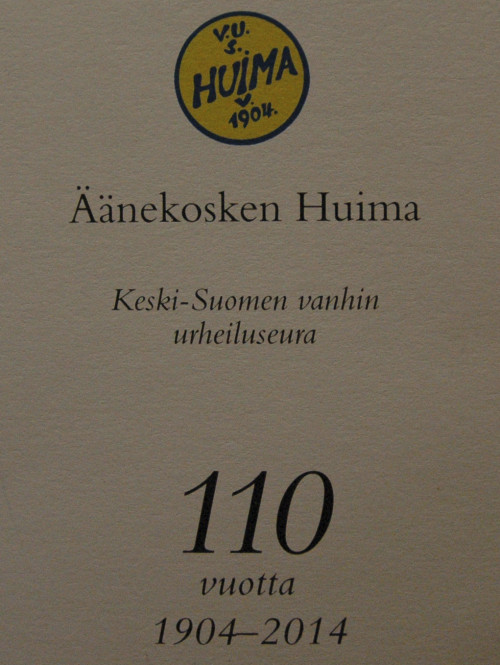 V.U.
S.
HUIMA
V.
1904.
Äänekosken Huima
Keski-Suomen vanhin
urheiluseura
110
vuotta
1904–2014